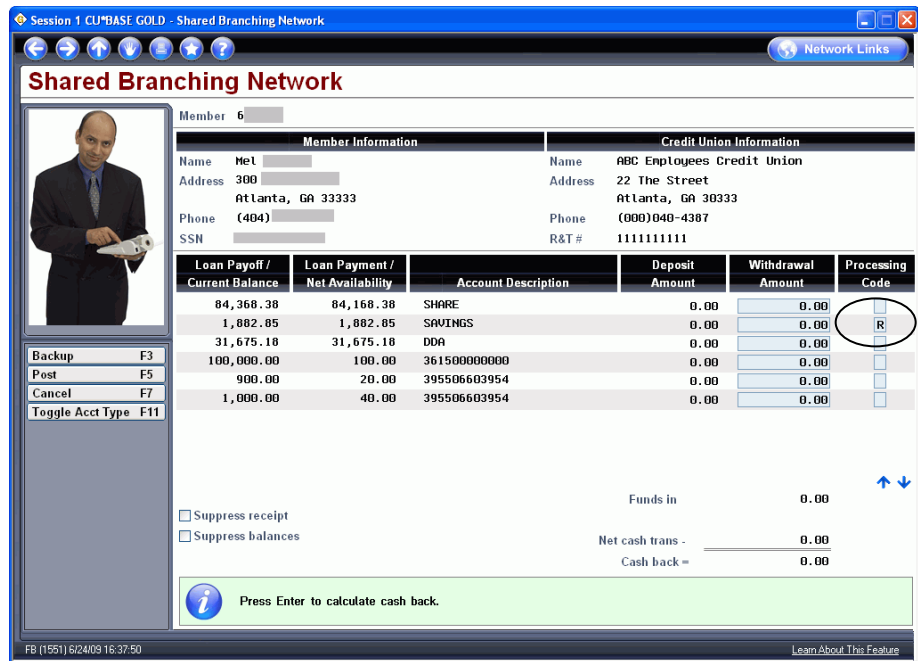 Session 1 CU*BASE GOLD - Shared Branching Network
Network Links
Shared Branching Network
Member 6
Member Information Credit Union Information
Name Mel Name ABC Employees Credit Union
Address 300 Address 22 The Street
Atlanta, GA 33333 Atlanta, GA 30333
Phone (404) Phone (000)040-4387
SSN R&T # 1111111111
Loan Payoff / Loan Payment / Deposit Withdrawal Processing
Current Balance Net Availability Account Description Amount Amount Code
84,368.38 84,168.38 SHARE 0.00 0.00
1,882.85 1,882.85 SAVINGS 0.00 0.00 R
31,675.18 31,675.18 DDA 0.00 0.00
100,000.00 100.00 361500000000 0.00 0.00
900.00 20.00 395506603954 0.00 0.00
1,000.00 40.00 395506603954 0.00 0.00
Backup F3
Post F5
Cancel F7
Toggle Acct Type F11
Funds in 0.00
Suppress receipt
Suppress balances
Net cash trans - 0.00
Cash back = 0.00
Press Enter to calculate cash back.
FB (1551) 6/24/09 16:37:50 Learn About This Feature